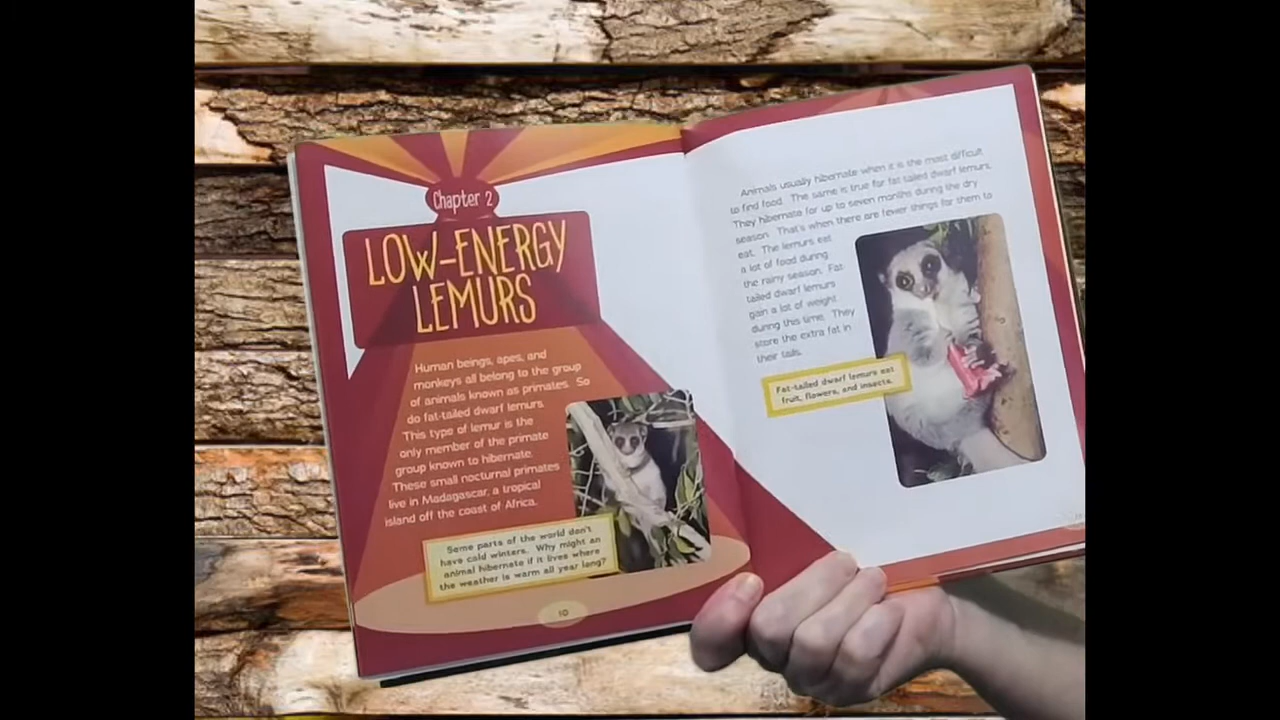 Chapter 2
LOW-ENERGY
LEMURS
Human beings, apes, and
monkeys all belong to the group
of animals known as primates. So
do fat-tailed dwarf lemurs.
This type of lemur is the
only member of the primate
group known to hibernate.
These small nocturnal primates
live in Madagascar, a tropical
island off the coast of Africa.
Some parts of the world don't
have cold winters. Why might an
animal hibernate if it lives where
the weather is warm all year long?
10
Animals usually hibernate when it is the most difficult
to find food. The same is true for fat-tailed dwarf lemurs.
They hibernate for up to seven months during the dry
season. That's when there are fewer things for them to
eat. The lemurs eat
a lot of food during
the rainy season. Fat-
tailed dwarf lemurs
gain a lot of weight
during this time. They
store the extra fat in
their tails.
Fat-tailed dwarf lemurs eat
fruit, flowers, and insects.